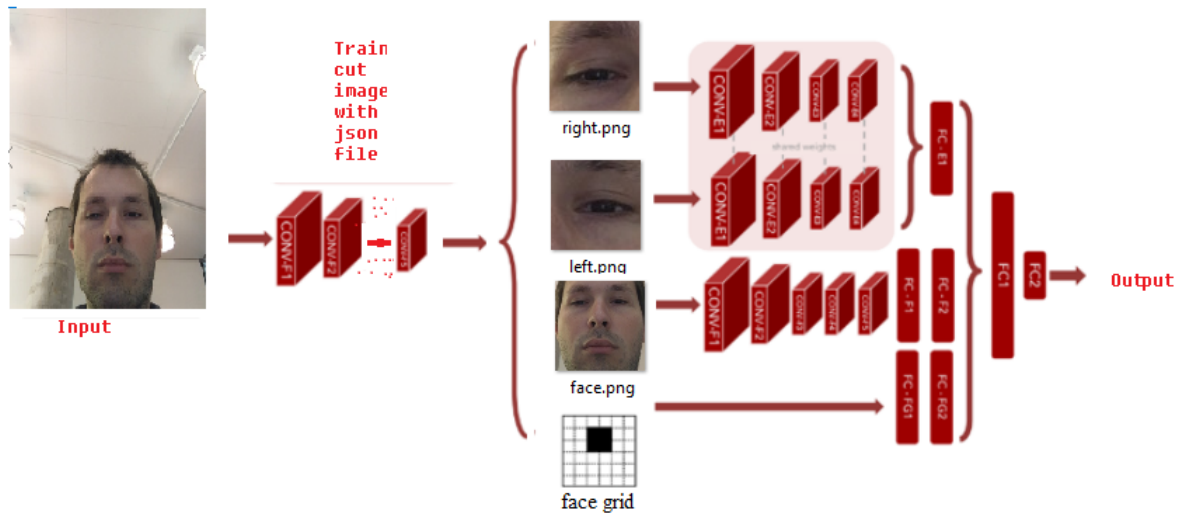 Train
cut
image
with
json
file
Input
CONV-F1
CONV-F2
CONV-F5
right.png
left.png
face.png
face grid
CONV-E1
CONV-E2
CONV-E3
CONV-E4
shared weights
CONV-E1
CONV-E2
CONV-E3
CONV-E4
CONV-F1
CONV-F2
CONV-F3
CONV-F4
CONV-F5
FC - E1
FC - F1
FC - F2
FC - FG1
FC - FG2
FC1
FC2
Output